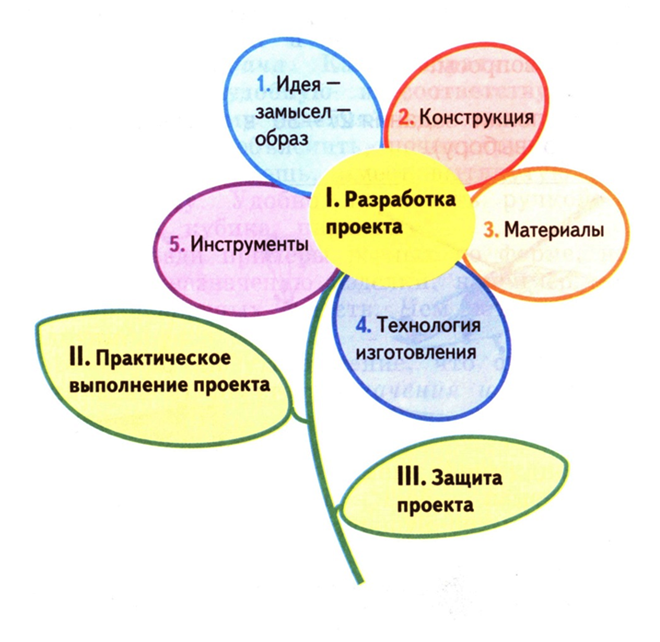 1. Идея –
замысел –
образ
2. Конструкция
I. Разработка
проекта
3. Материалы
5. Инструменты
4. Технология
изготовления
II. Практическое
выполнение проекта
III. Защита
проекта